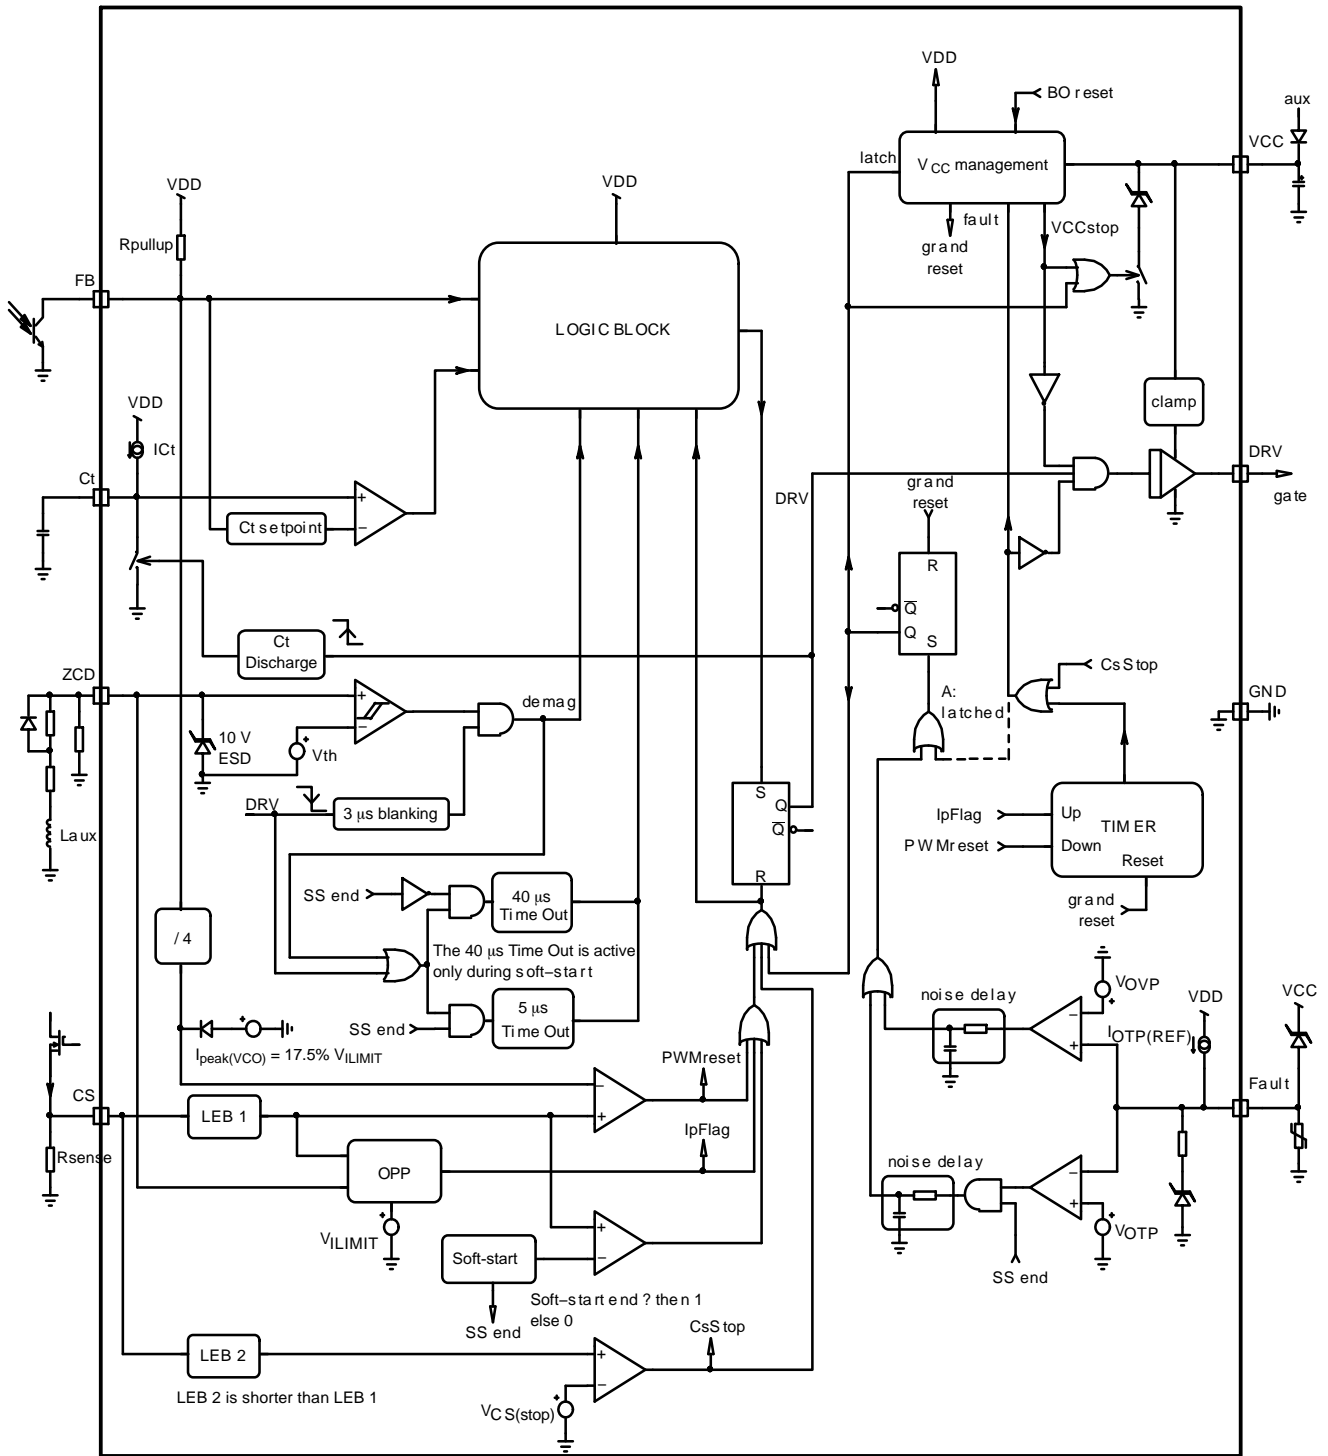 VDD
BO reset
aux
VCC
latch
VCC management
VDD
VDD
fault
VCCstop
Rpullup
grand
reset
FB
LOGIC BLOCK
VDD
clamp
ICt
DRV
Ct
grand
reset
DRV
gate
Ct setpoint
R
Q
Q
S
Ct
Discharge
CsStop
ZCD
A:
latched
GND
demag
10 V
ESD
Vth
DRV
3 μs blanking
S
Q
Q
R
IpFlag
Up
TIMER
PWMreset
Down
Reset
Laux
SS end
40 μs
Time Out
grand
reset
/ 4
The 40 μs Time Out is active
only during soft–start
VOVP
noise delay
VDD
VCC
5 μs
Time Out
SS end
IOTP(REF)
Ipeak(VCO) = 17.5% VILIMIT
PWMreset
+
–
+
–
Fault
CS
LEB 1
IpFlag
Rsense
OPP
noise delay
VILIMIT
VOTP
Soft-start
SS end
Soft–start end ? then 1
else 0
SS end
CsStop
LEB 2
LEB 2 is shorter than LEB 1
VCS(stop)